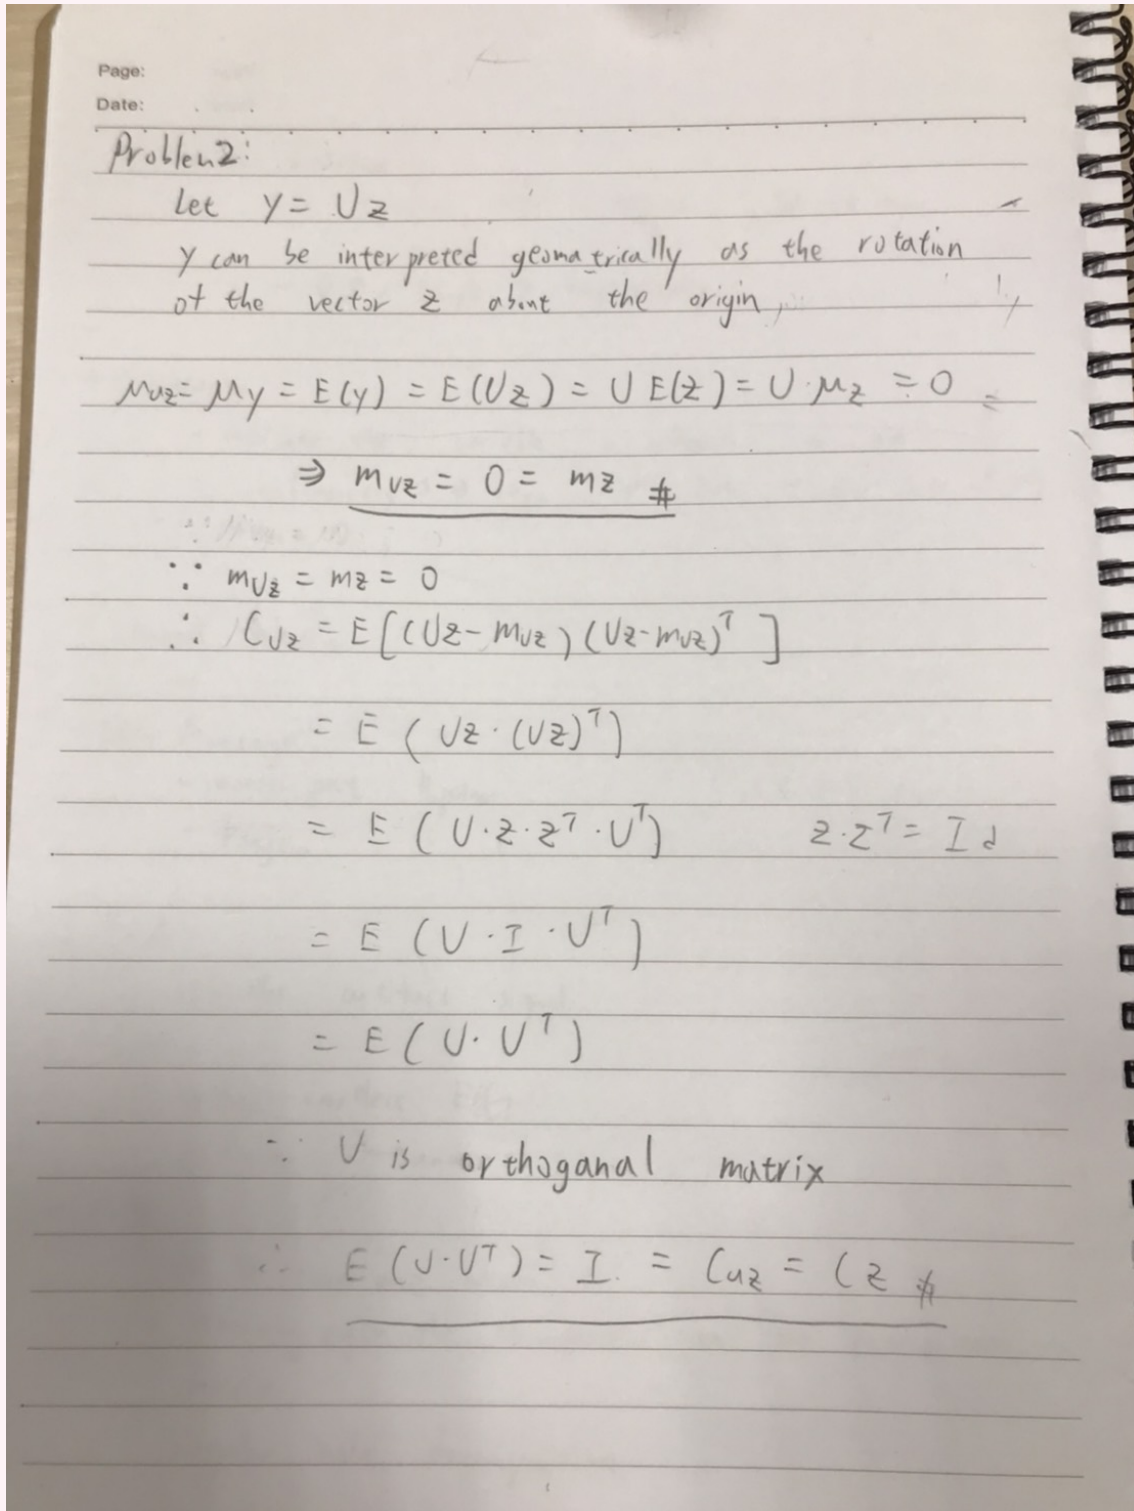 Page:
Date:
Problem2:
Let y = Uz
y can be interpreted geomatrically as the rotation
of the vector z about the origin
μuz = μy = E(y) = E(Uz) = U E(z) = U·μz = 0
⇒ mUz = 0 = mz #
∵ mUz = mz = 0
∴ CUz = E[(Uz-mUz)(Uz-mUz)ᵀ]
= E (Uz·(Uz)ᵀ)
= E (U·z·zᵀ·Uᵀ) z·zᵀ = Id
= E (U·I·Uᵀ)
= E (U·Uᵀ)
∵ U is orthoganal matrix
∴ E (U·Uᵀ) = I = Cuz = Cz #